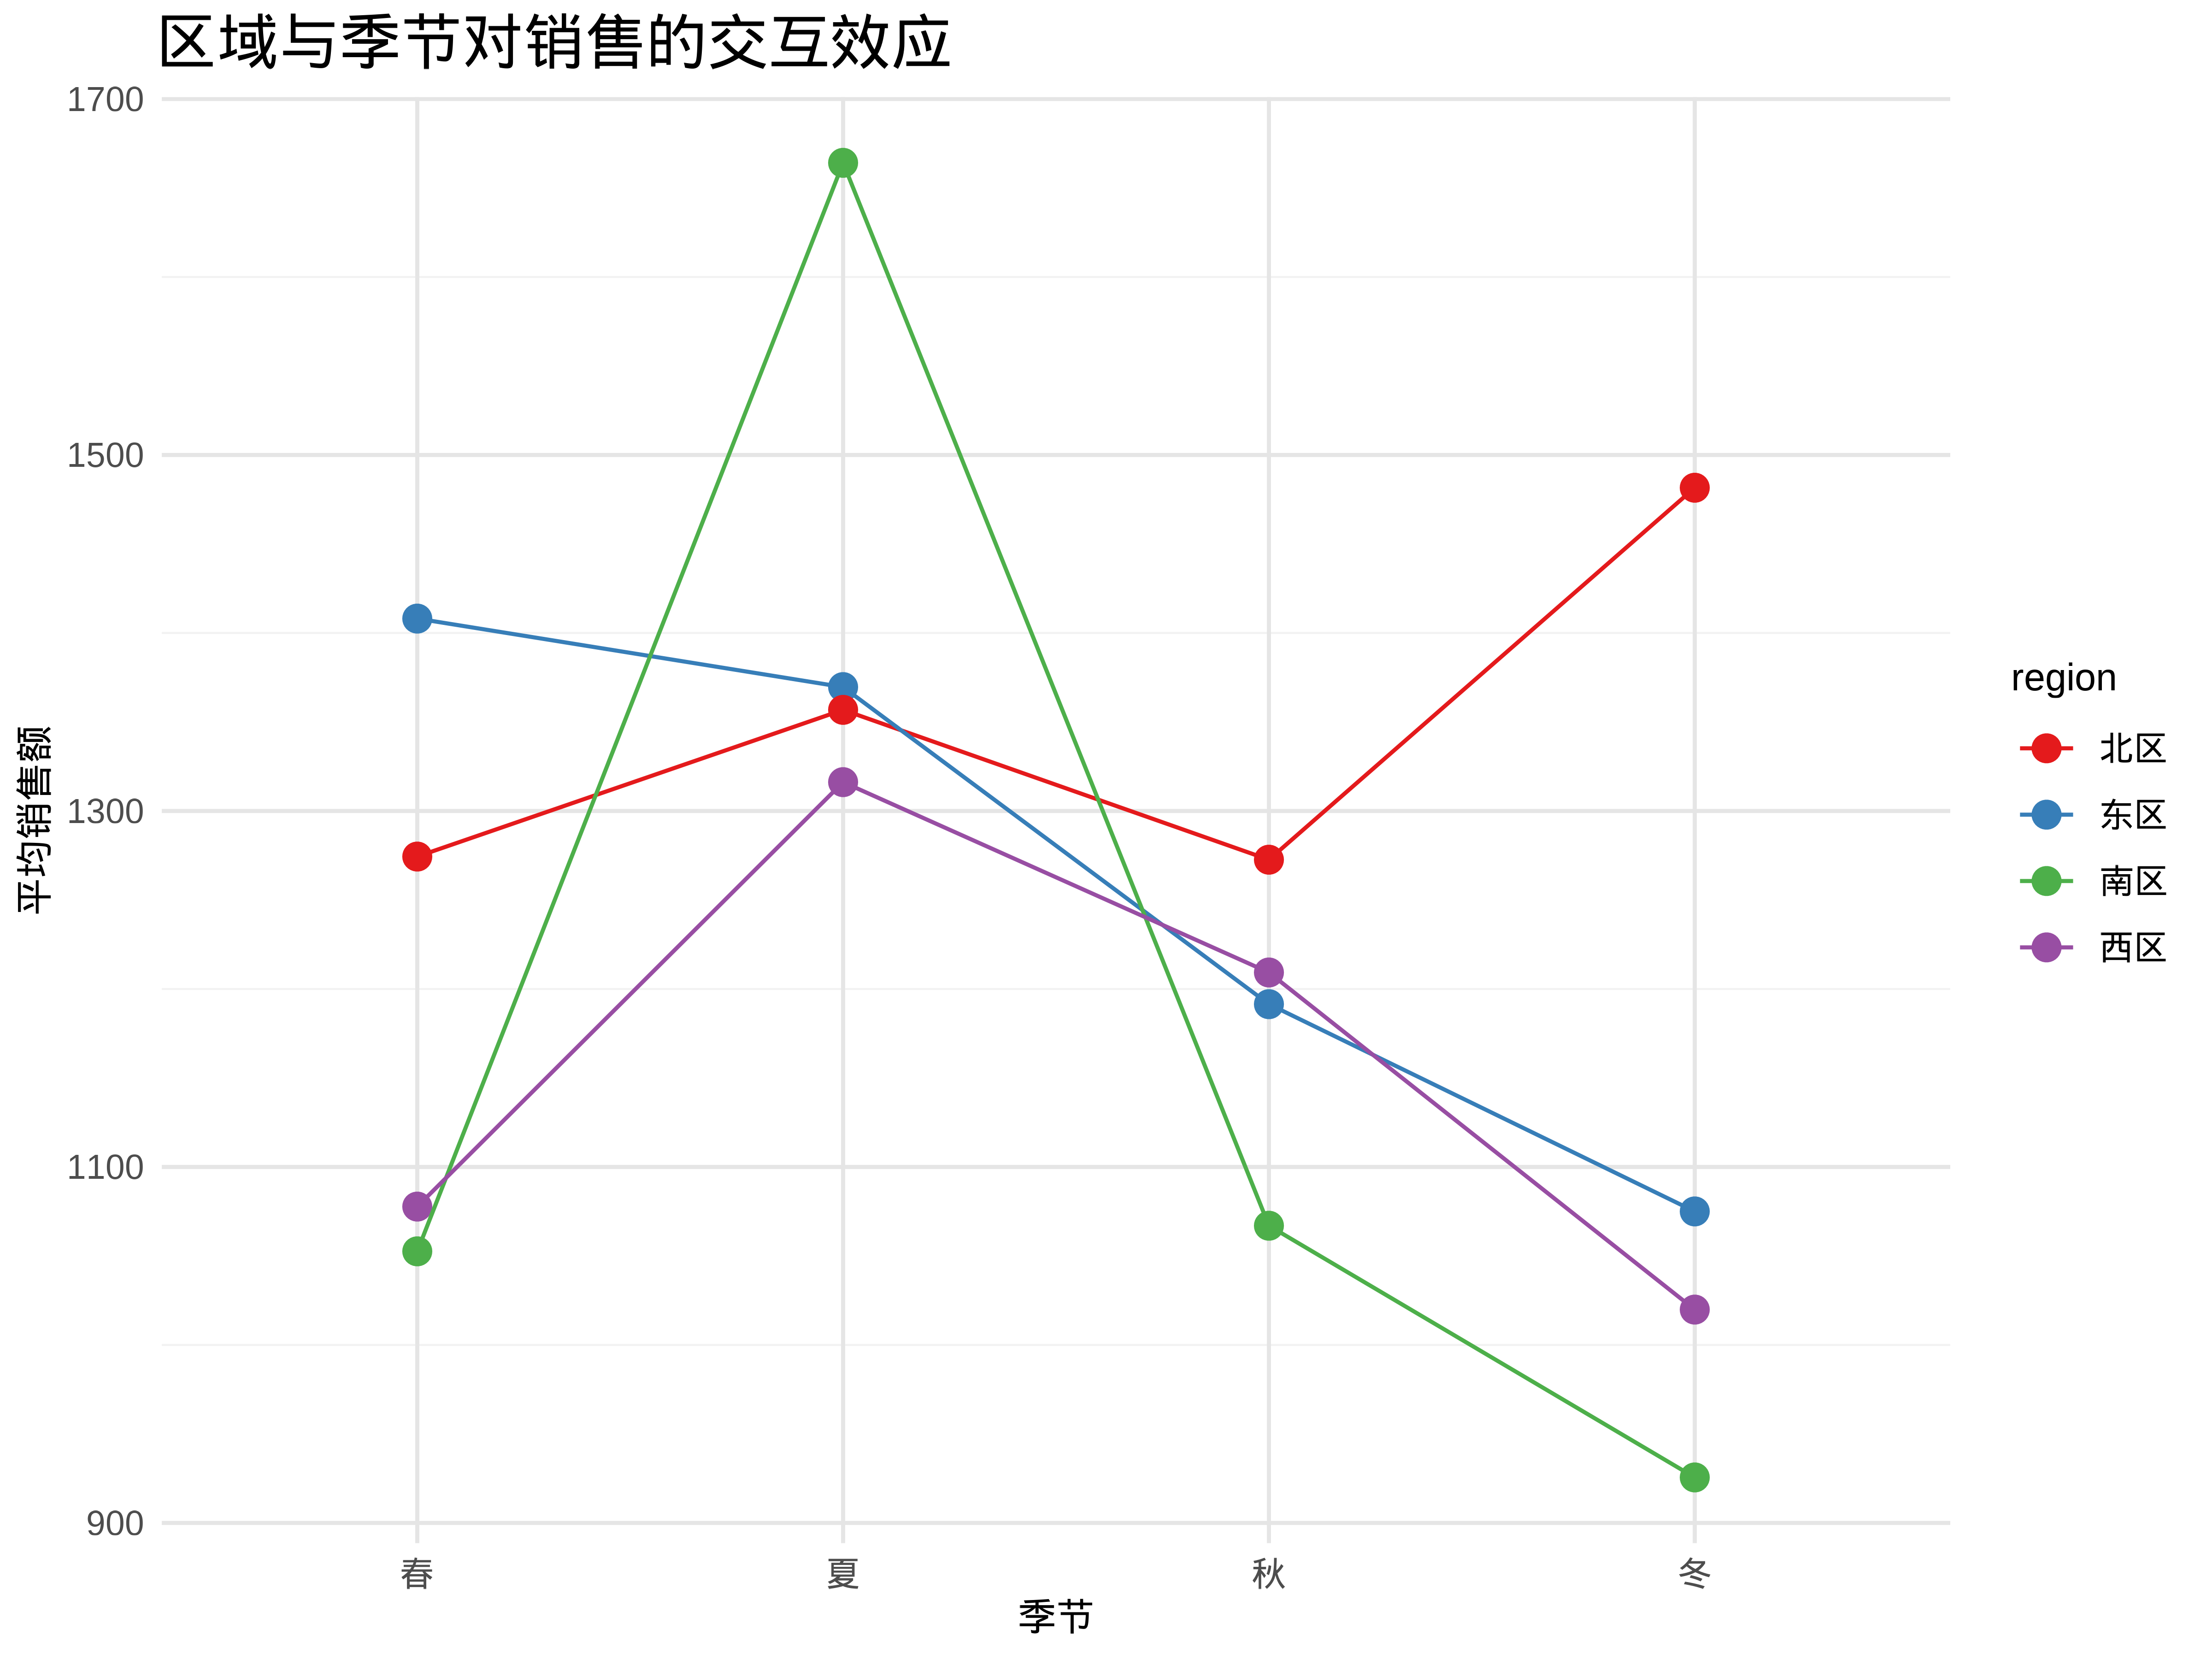 区域与季节对销售的交互效应
平均销售额
1700
1500
1300
1100
900
春
夏
秋
冬
季节
region
北区
东区
南区
西区